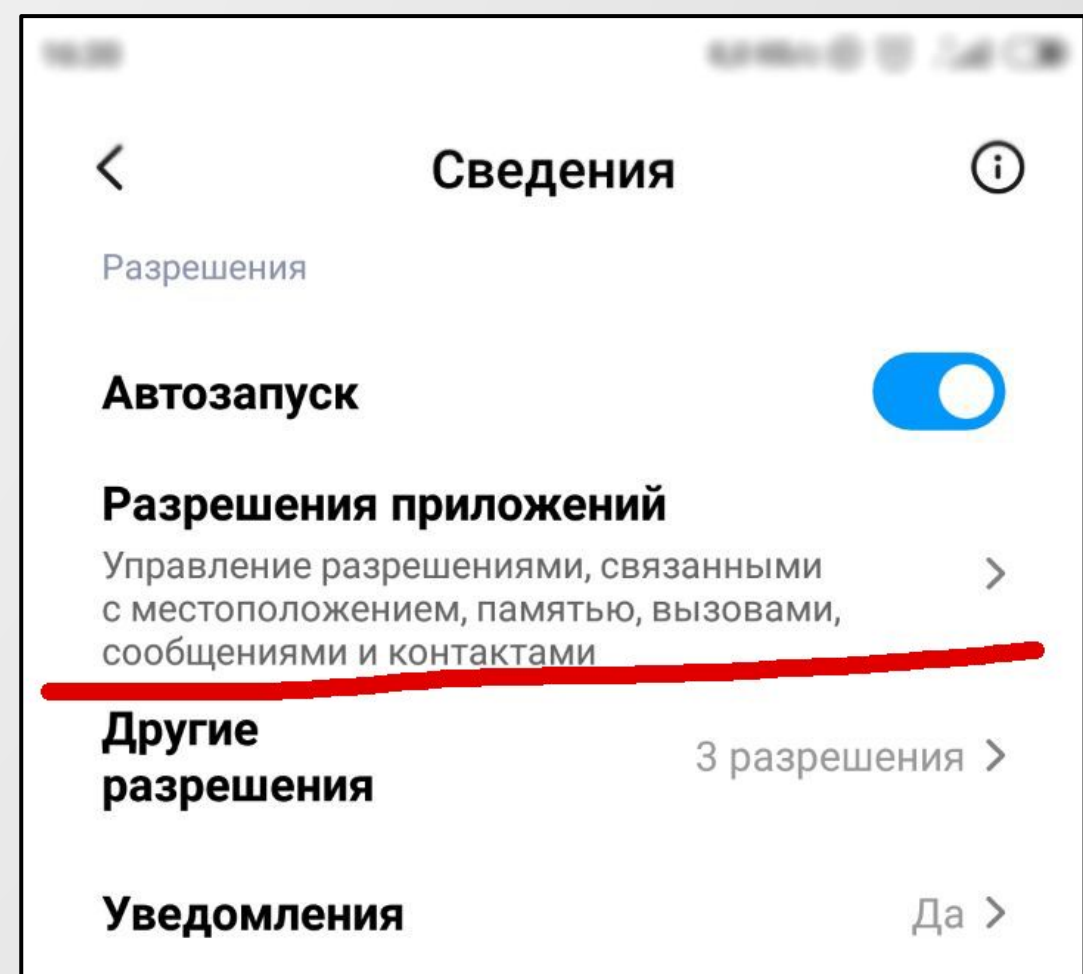 Сведения
Разрешения
Автозапуск
Разрешения приложений
Управление разрешениями, связанными
с местоположением, памятью, вызовами,
сообщениями и контактами
Другие
разрешения
3 разрешения
Уведомления
Да